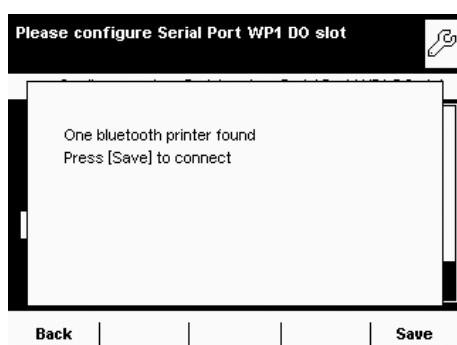 Please configure Serial Port WP1 DO slot
One bluetooth printer found
Press [Save] to connect
Back
Save